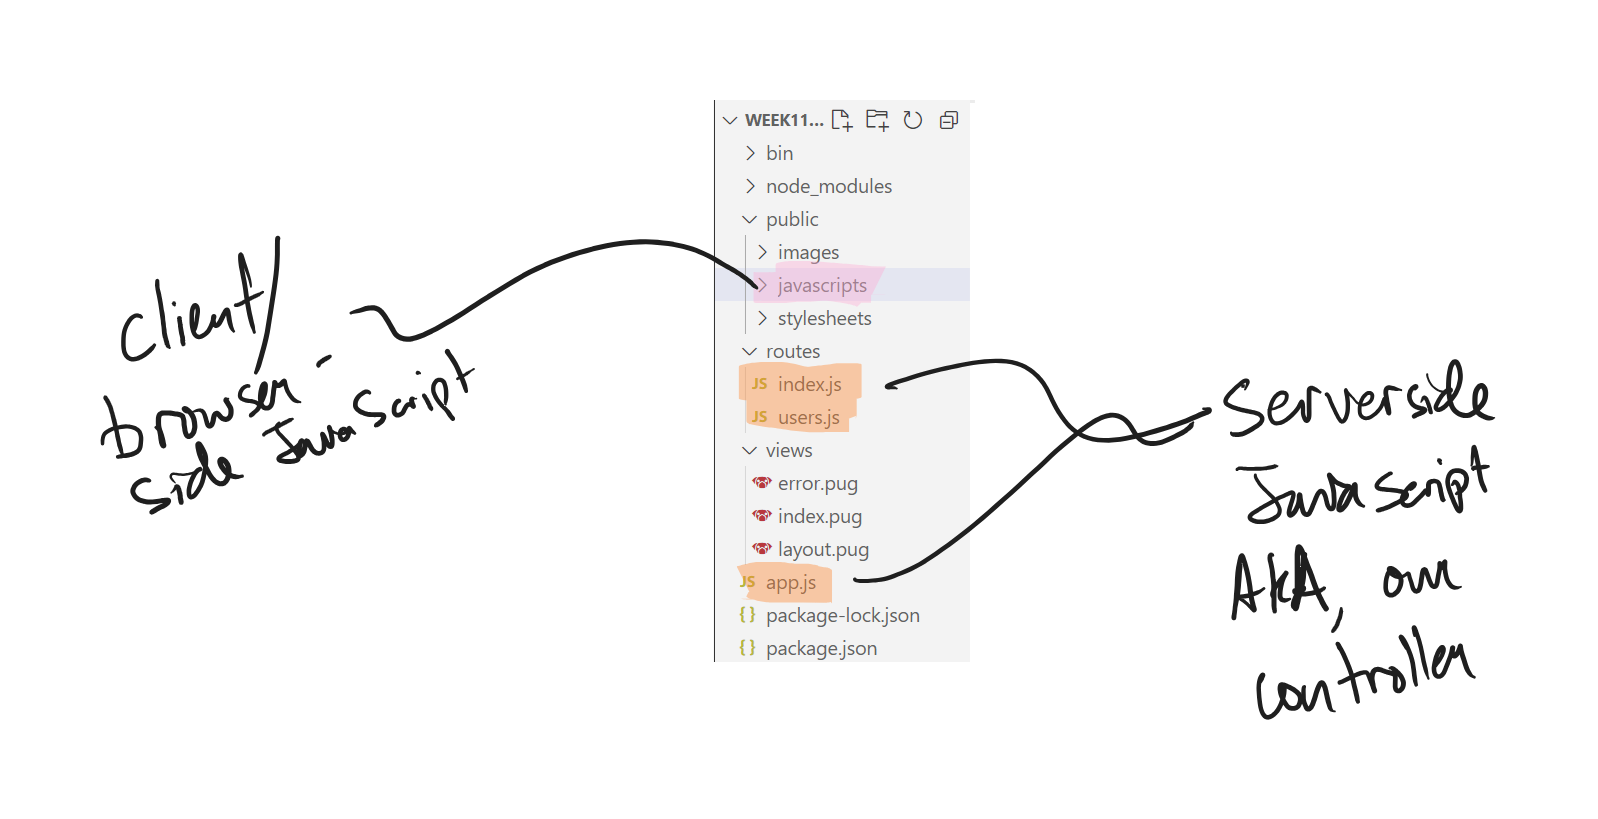 WEEK11...
bin
node_modules
public
images
javascripts
stylesheets
routes
JS index.js
JS users.js
views
error.pug
index.pug
layout.pug
JS app.js
{ } package-lock.json
{ } package.json
client/
browser-
side JavaScript
Serverside
JavaScript
AKA, our
controller